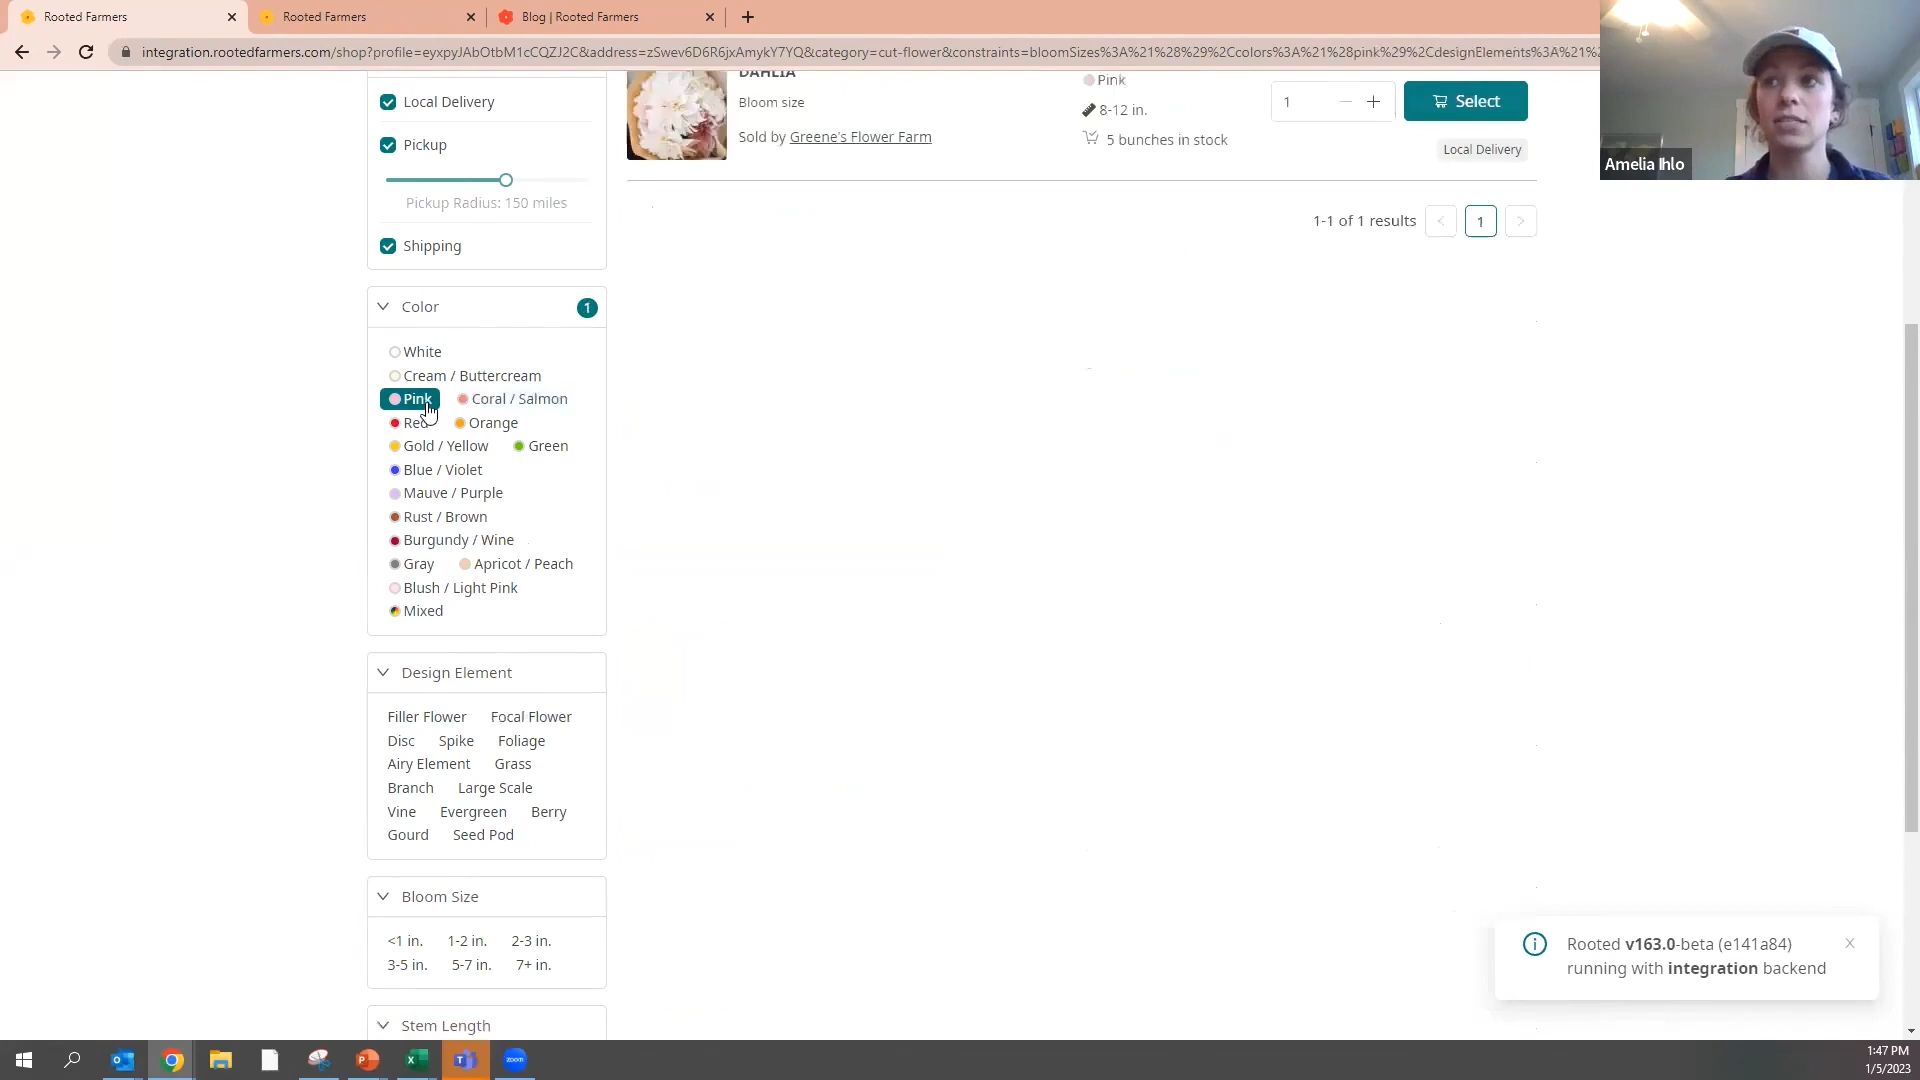 Rooted Farmers
Rooted Farmers
Blog | Rooted Farmers
integration.rootedfarmers.com/shop?profile=eyxpyJAbOtbM1cCQZJ2C&address=zSwev6D6R6jxAmykY7YQ&category=cut-flower&constraints=bloomSizes%3A%21%28%29%2Ccolors%3A%21%28pink%29%2CdesignElements%3A%21%2
Amelia Ihlo
Local Delivery
Pickup
Pickup Radius: 150 miles
Shipping
DAHLIA
Bloom size
Sold by Greene's Flower Farm
Pink
8-12 in.
5 bunches in stock
1
Select
Local Delivery
1-1 of 1 results
<
1
>
Color
1
White
Cream / Buttercream
Pink Coral / Salmon
Red Orange
Gold / Yellow Green
Blue / Violet
Mauve / Purple
Rust / Brown
Burgundy / Wine
Gray Apricot / Peach
Blush / Light Pink
Mixed
Design Element
Filler Flower Focal Flower
Disc Spike Foliage
Airy Element Grass
Branch Large Scale
Vine Evergreen Berry
Gourd Seed Pod
Bloom Size
<1 in. 1-2 in. 2-3 in.
3-5 in. 5-7 in. 7+ in.
Stem Length
Rooted v163.0-beta (e141a84)
running with integration backend
zoom
1:47 PM
1/5/2023